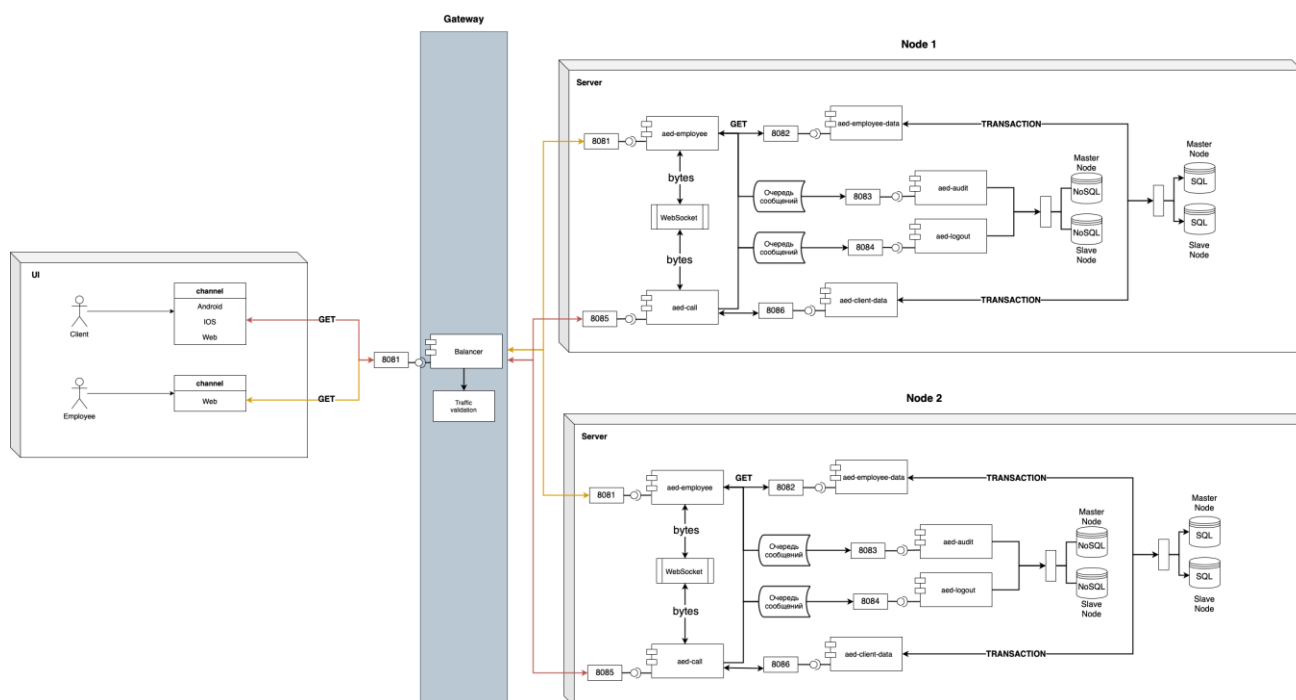 Gateway
Node 1
Server
aed-employee
GET
8082
aed-employee-data
TRANSACTION
8081
Master
Node
SQL
SQL
Slave
Node
bytes
WebSocket
bytes
Очередь
сообщений
8083
aed-audit
Очередь
сообщений
8084
aed-logout
Master
Node
NoSQL
NoSQL
Slave
Node
8085
aed-call
8086
aed-client-data
TRANSACTION
UI
Client
channel
Android
IOS
Web
GET
Employee
channel
Web
GET
8081
Balancer
Traffic
validation
Node 2
Server
aed-employee
GET
8082
aed-employee-data
TRANSACTION
8081
Master
Node
SQL
SQL
Slave
Node
bytes
WebSocket
bytes
Очередь
сообщений
8083
aed-audit
Очередь
сообщений
8084
aed-logout
Master
Node
NoSQL
NoSQL
Slave
Node
8085
aed-call
8086
aed-client-data
TRANSACTION